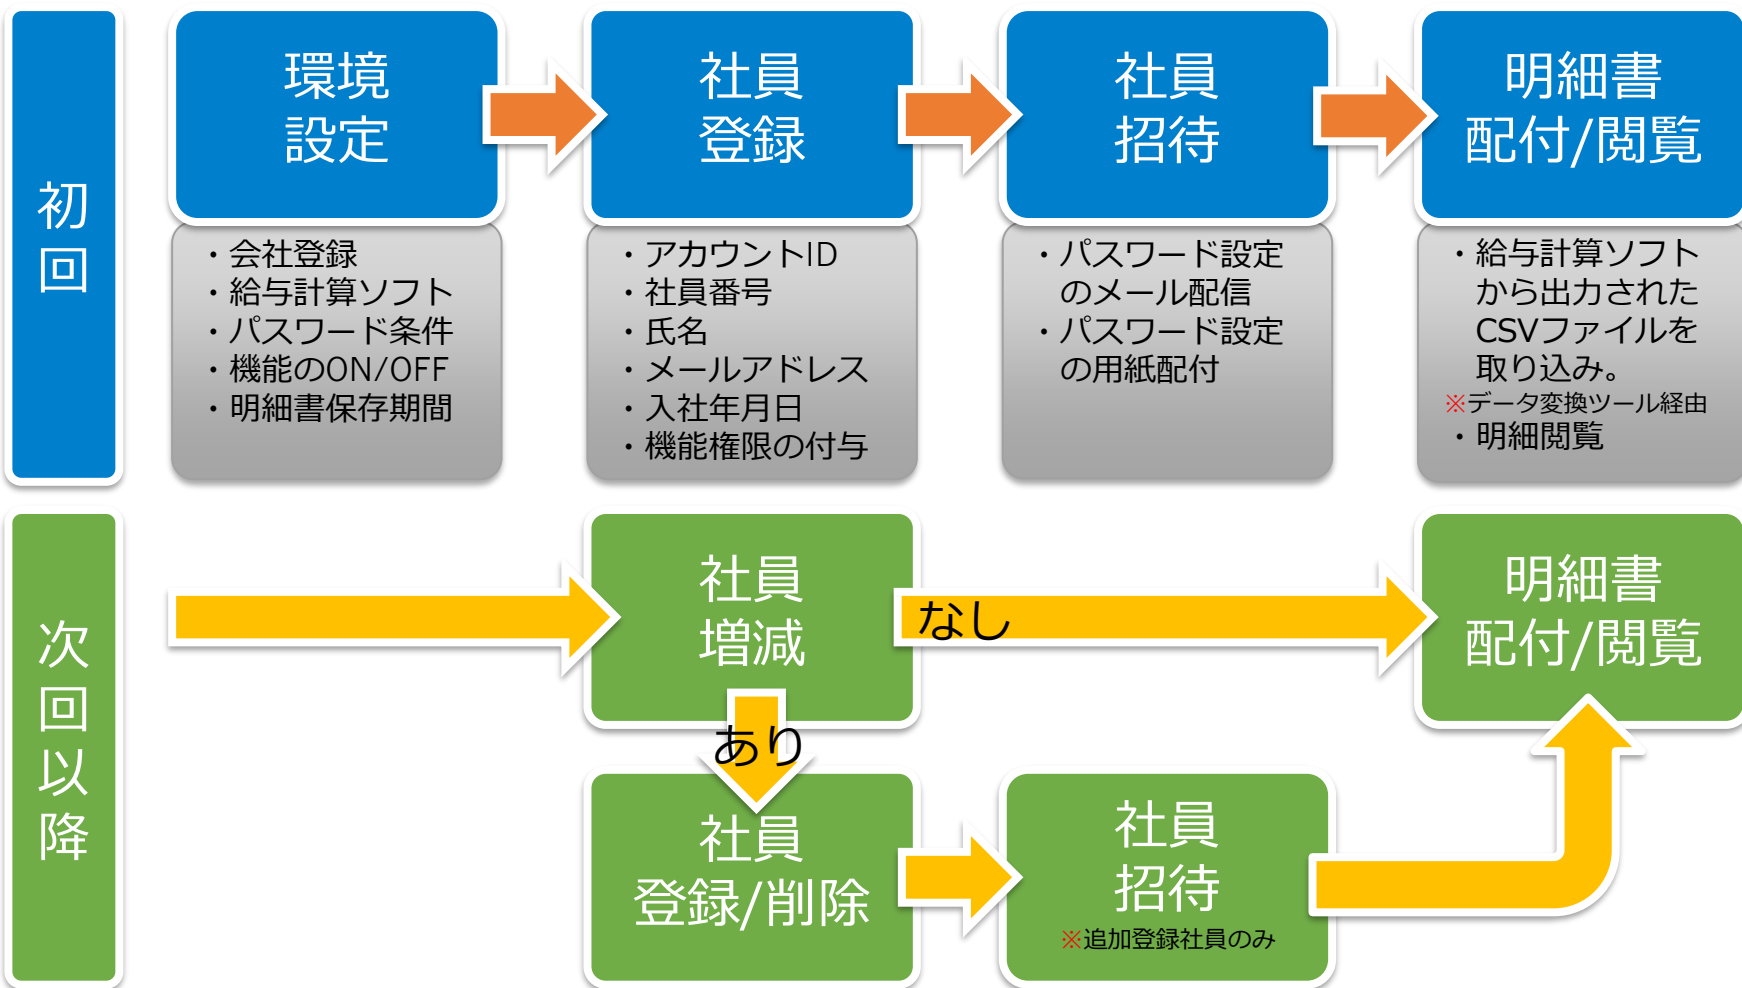 初
回
環境
設定
・会社登録
・給与計算ソフト
・パスワード条件
・機能のON/OFF
・明細書保存期間
社員
登録
・アカウントID
・社員番号
・氏名
・メールアドレス
・入社年月日
・機能権限の付与
社員
招待
・パスワード設定
のメール配信
・パスワード設定
の用紙配付
明細書
配付/閲覧
・給与計算ソフト
から出力された
CSVファイルを
取り込み。
※データ変換ツール経由
・明細閲覧
次
回
以
降
社員
増減
なし
明細書
配付/閲覧
あり
社員
登録/削除
社員
招待
※追加登録社員のみ